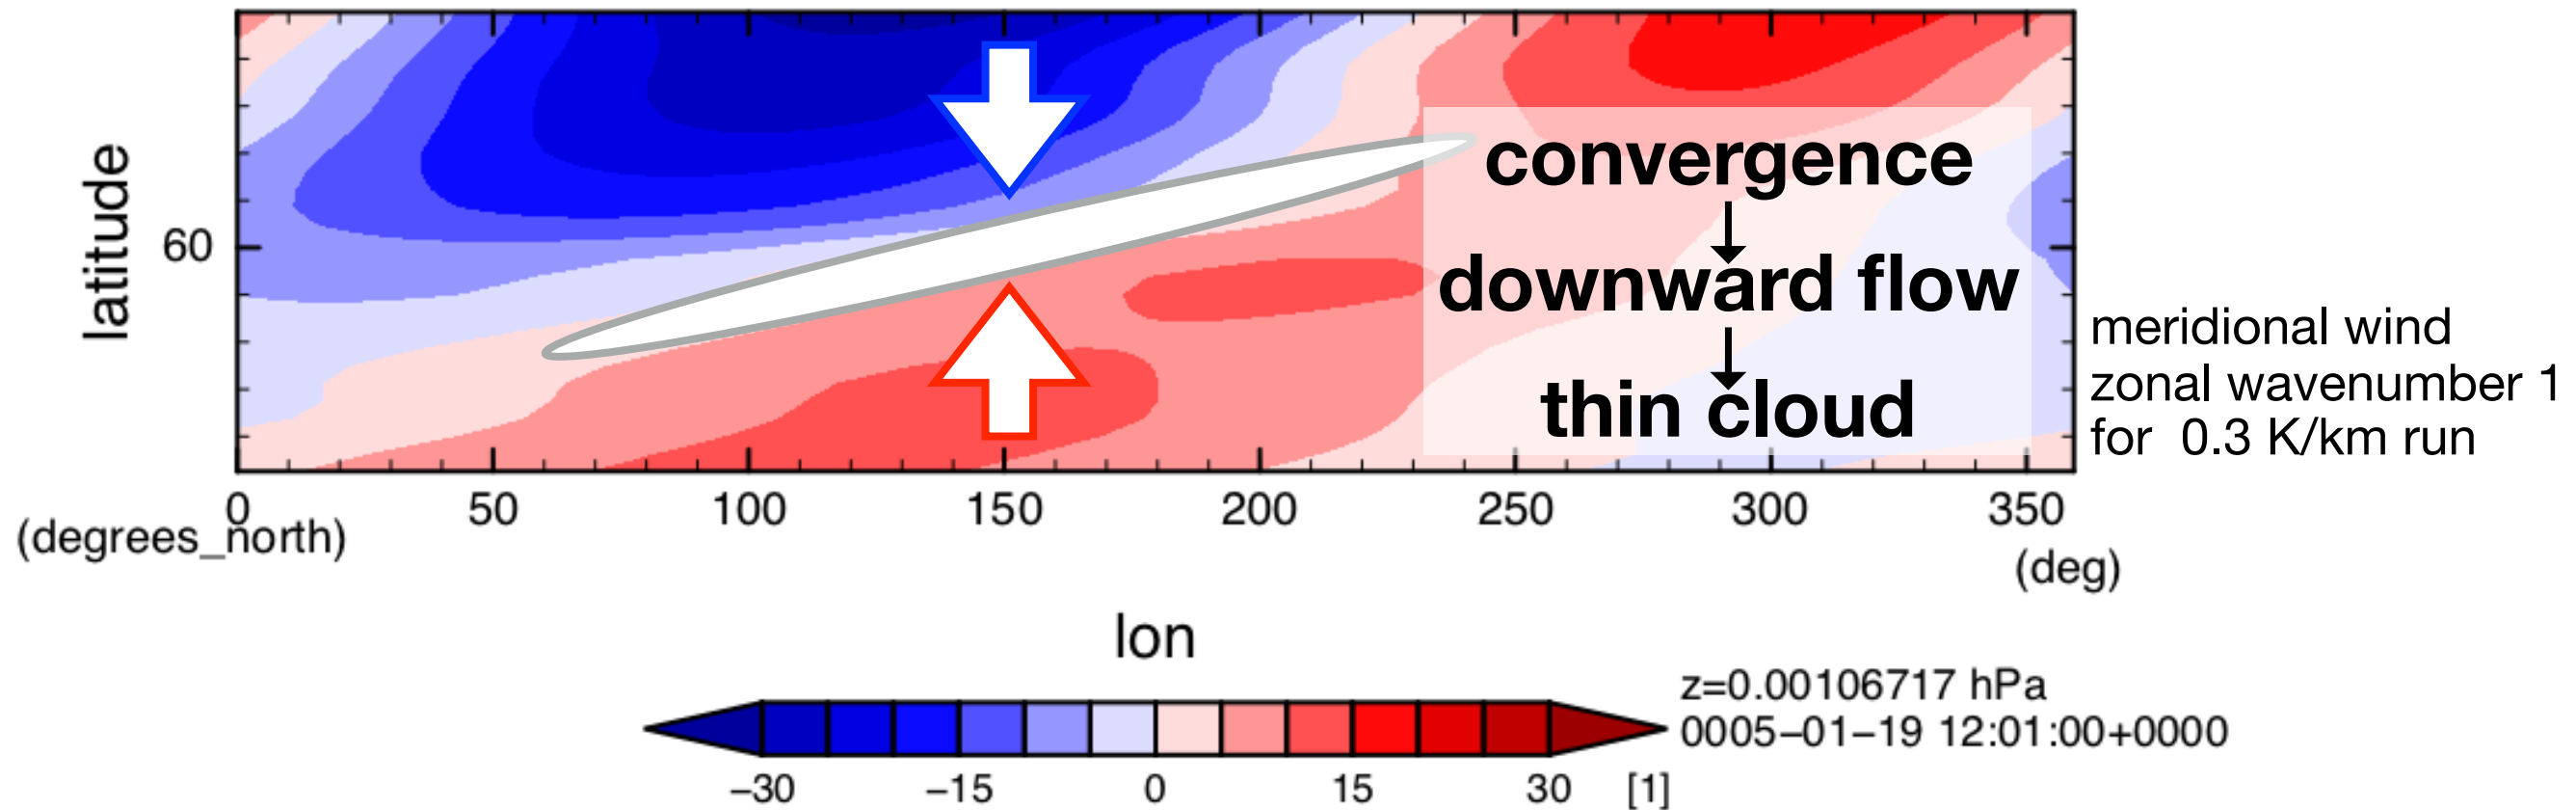 convergence
downward flow
thin cloud
latitude
60
meridional wind
zonal wavenumber 1
for 0.3 K/km run
0 50 100 150 200 250 300 350
(degrees_north)
(deg)
lon
z=0.00106717 hPa
0005−01−19 12:01:00+0000
−30 −15 0 15 30 [1]